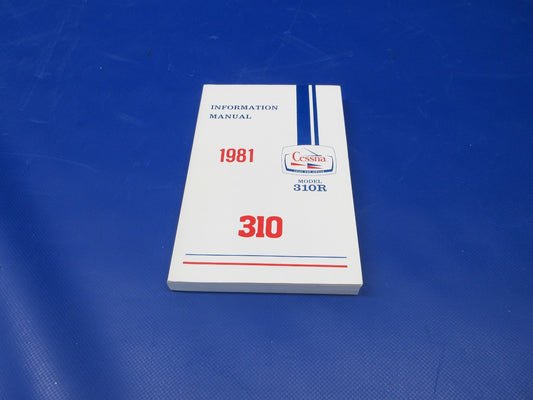 INFORMATION
MANUAL
1981
Cessna
MODEL
310R
310